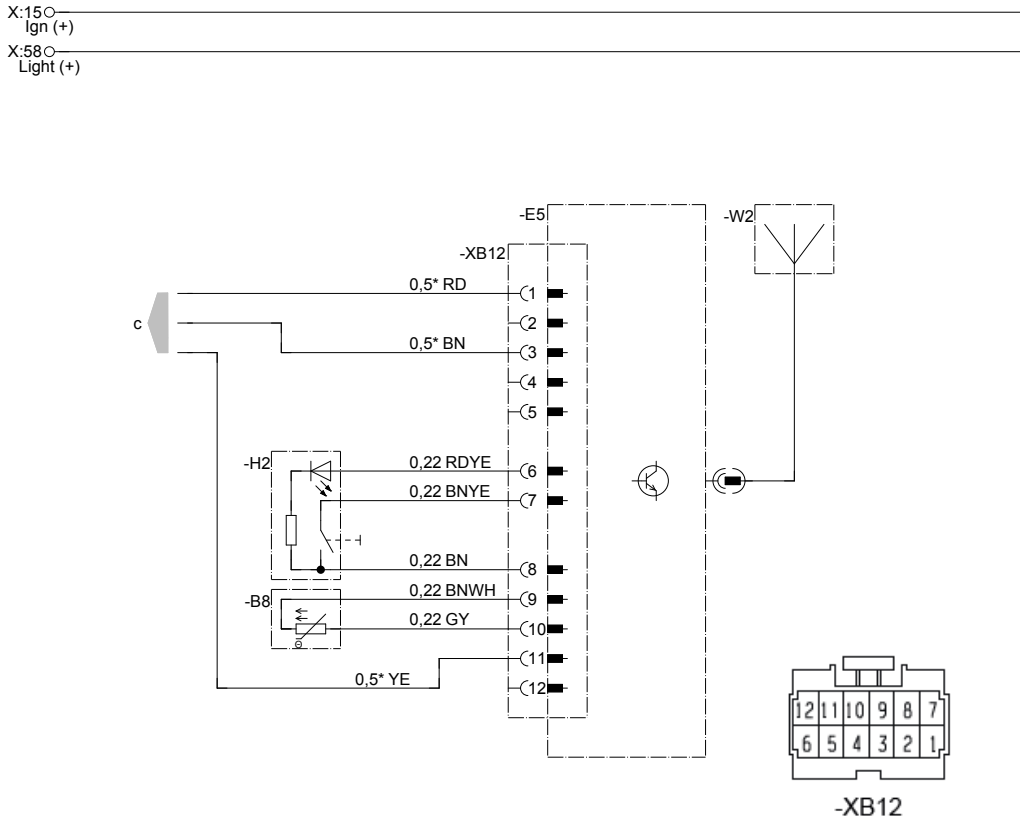 X:15
Ign (+)
X:58
Light (+)
-E5
-W2
-XB12
0,5* RD
1
c
2
0,5* BN
3
4
5
-H2
0,22 RDYE
6
0,22 BNYE
7
0,22 BN
8
-B8
0,22 BNWH
9
0,22 GY
10
11
0,5* YE
12
12 11 10 9 8 7
6 5 4 3 2 1
-XB12